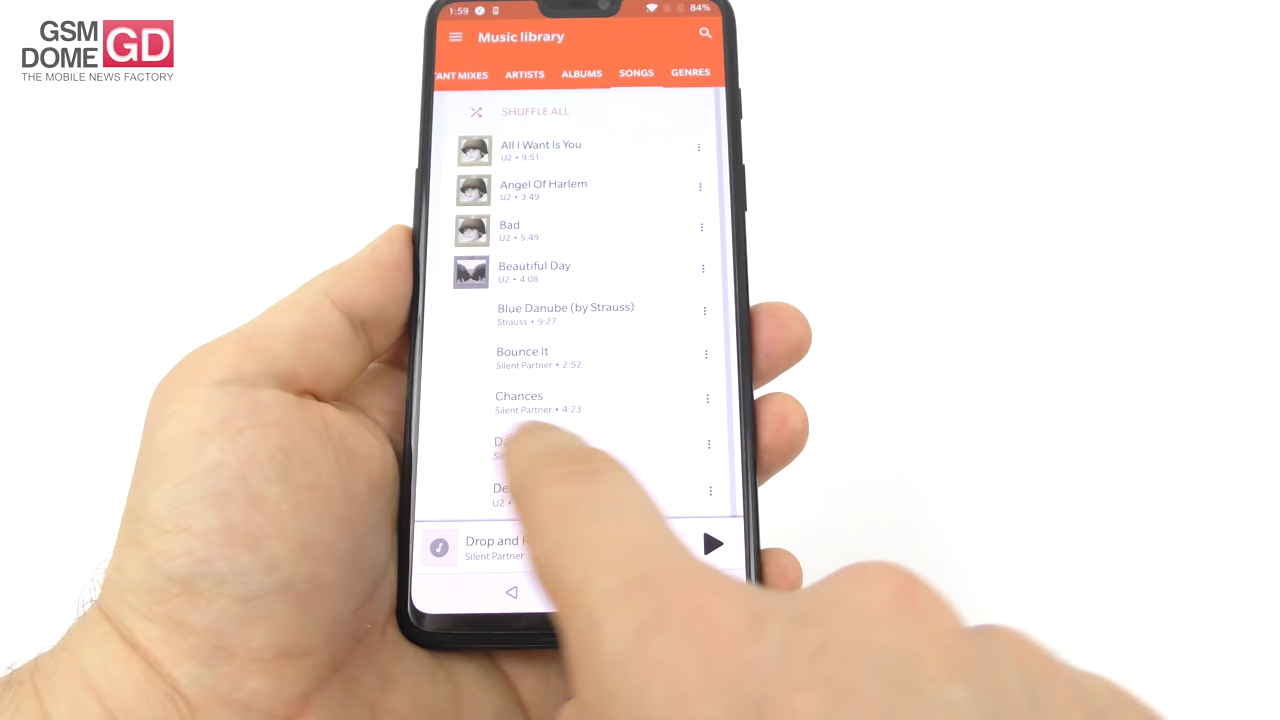 GSM
DOME GD
THE MOBILE NEWS FACTORY
1:59 84%
Music library
ANT MIXES ARTISTS ALBUMS SONGS GENRES
SHUFFLE ALL
All I Want Is You
U2 • 9:51
Angel Of Harlem
U2 • 3:49
Bad
U2 • 5:49
Beautiful Day
U2 • 4:08
Blue Danube (by Strauss)
Strauss • 9:27
Bounce It
Silent Partner • 2:52
Chances
Silent Partner • 4:23
U2 •
Drop and
Silent Partner